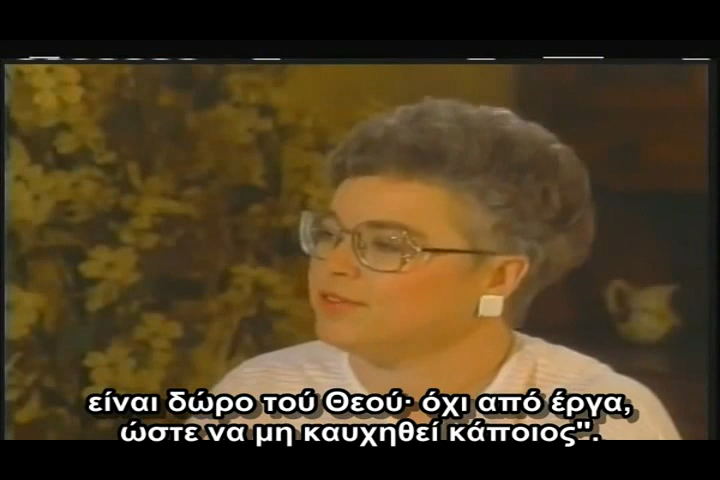 είναι δώρο τού Θεού· όχι από έργα,
ώστε να μη καυχηθεί κάποιος".